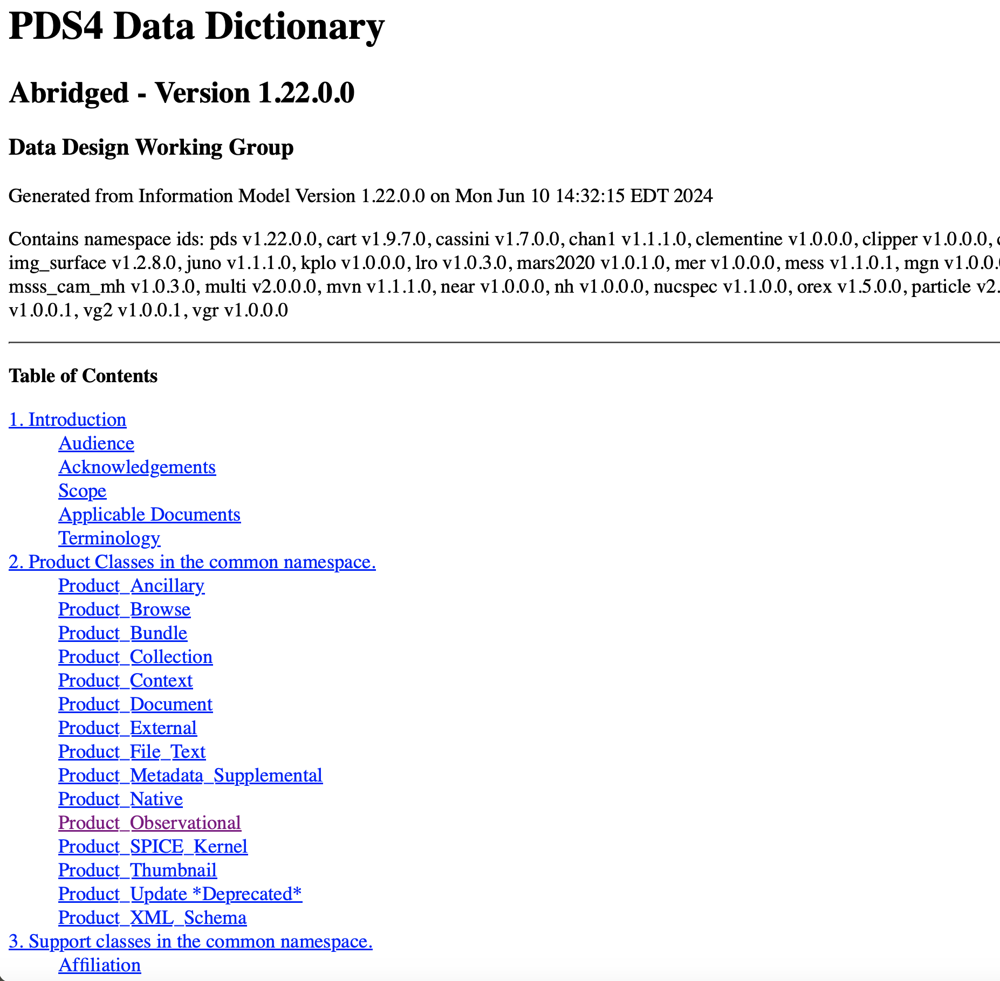 PDS4 Data Dictionary
Abridged - Version 1.22.0.0
Data Design Working Group
Generated from Information Model Version 1.22.0.0 on Mon Jun 10 14:32:15 EDT 2024
Contains namespace ids: pds v1.22.0.0, cart v1.9.7.0, cassini v1.7.0.0, chan1 v1.1.1.0, clementine v1.0.0.0, clipper v1.0.0.0,
img_surface v1.2.8.0, juno v1.1.1.0, kplo v1.0.0.0, lro v1.0.3.0, mars2020 v1.0.1.0, mer v1.0.0.0, mess v1.1.0.1, mgn v1.0.0.
msss_cam_mh v1.0.3.0, multi v2.0.0.0, mvn v1.1.1.0, near v1.0.0.0, nh v1.0.0.0, nucspec v1.1.0.0, orex v1.5.0.0, particle v2.
v1.0.0.1, vg2 v1.0.0.1, vgr v1.0.0.0
Table of Contents
1. Introduction
Audience
Acknowledgements
Scope
Applicable Documents
Terminology
2. Product Classes in the common namespace.
Product_Ancillary
Product_Browse
Product_Bundle
Product_Collection
Product_Context
Product_Document
Product_External
Product_File_Text
Product_Metadata_Supplemental
Product_Native
Product_Observational
Product_SPICE_Kernel
Product_Thumbnail
Product_Update *Deprecated*
Product_XML_Schema
3. Support classes in the common namespace.
Affiliation